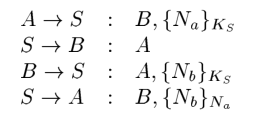 A → S : B, {N_a}_{K_S}
S → B : A
B → S : A, {N_b}_{K_S}
S → A : B, {N_b}_{N_a}